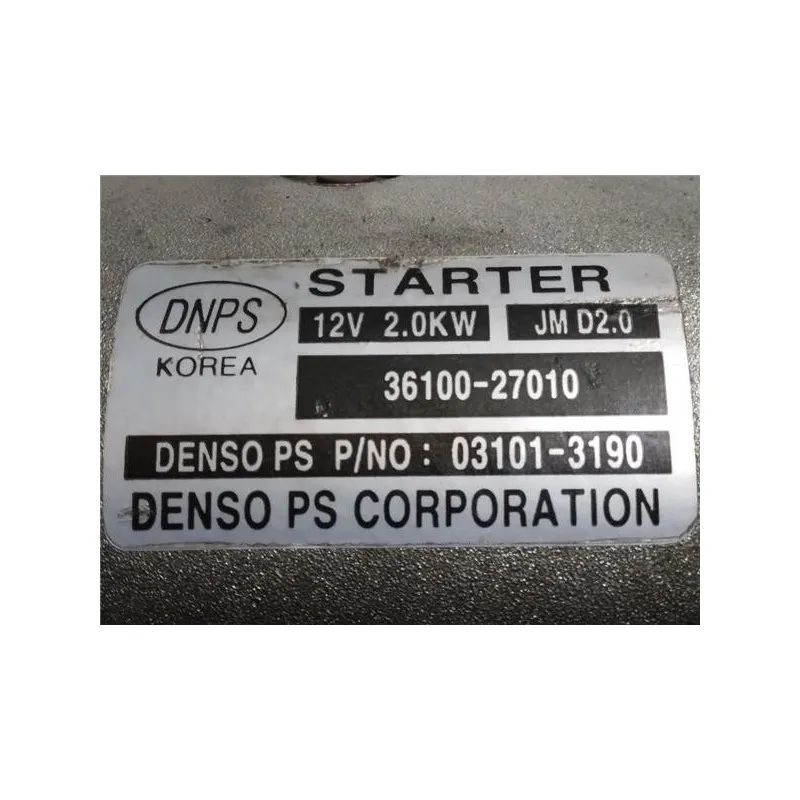 STARTER
DNPS
12V 2.0KW JM D2.0
KOREA
36100-27010
DENSO PS P/NO : 03101-3190
DENSO PS CORPORATION